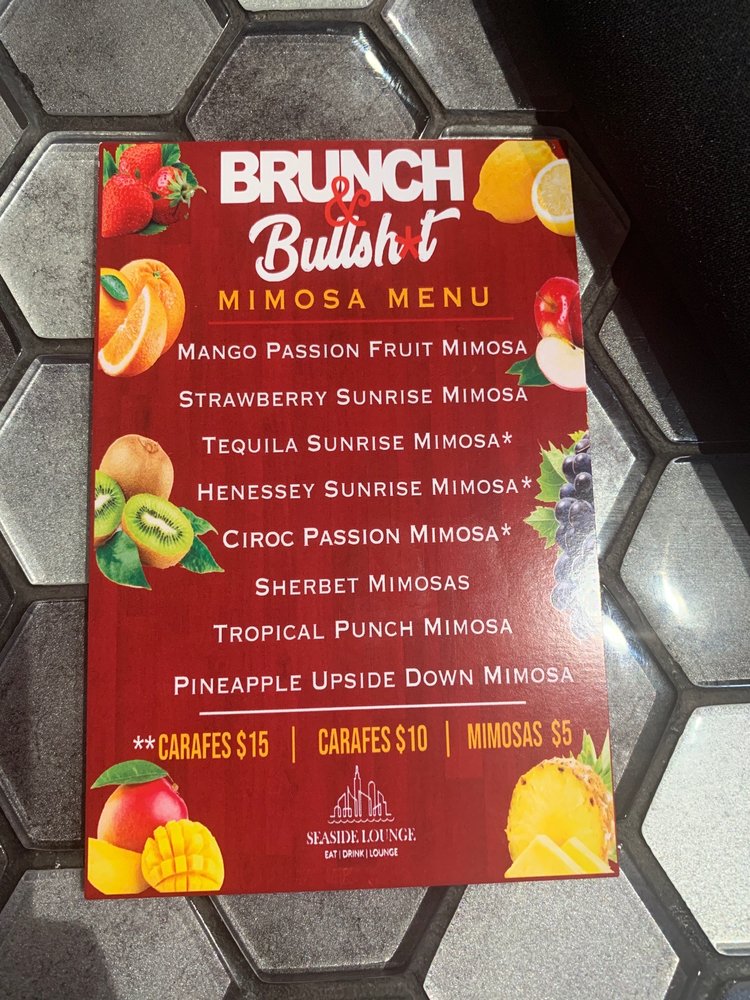 BRUNCH
&
Bullsh*t
MIMOSA MENU
MANGO PASSION FRUIT MIMOSA
STRAWBERRY SUNRISE MIMOSA
TEQUILA SUNRISE MIMOSA*
HENESSEY SUNRISE MIMOSA*
CIROC PASSION MIMOSA*
SHERBET MIMOSAS
TROPICAL PUNCH MIMOSA
PINEAPPLE UPSIDE DOWN MIMOSA
**CARAFES $15 | CARAFES $10 | MIMOSAS $5
SEASIDE LOUNGE
EAT | DRINK | LOUNGE